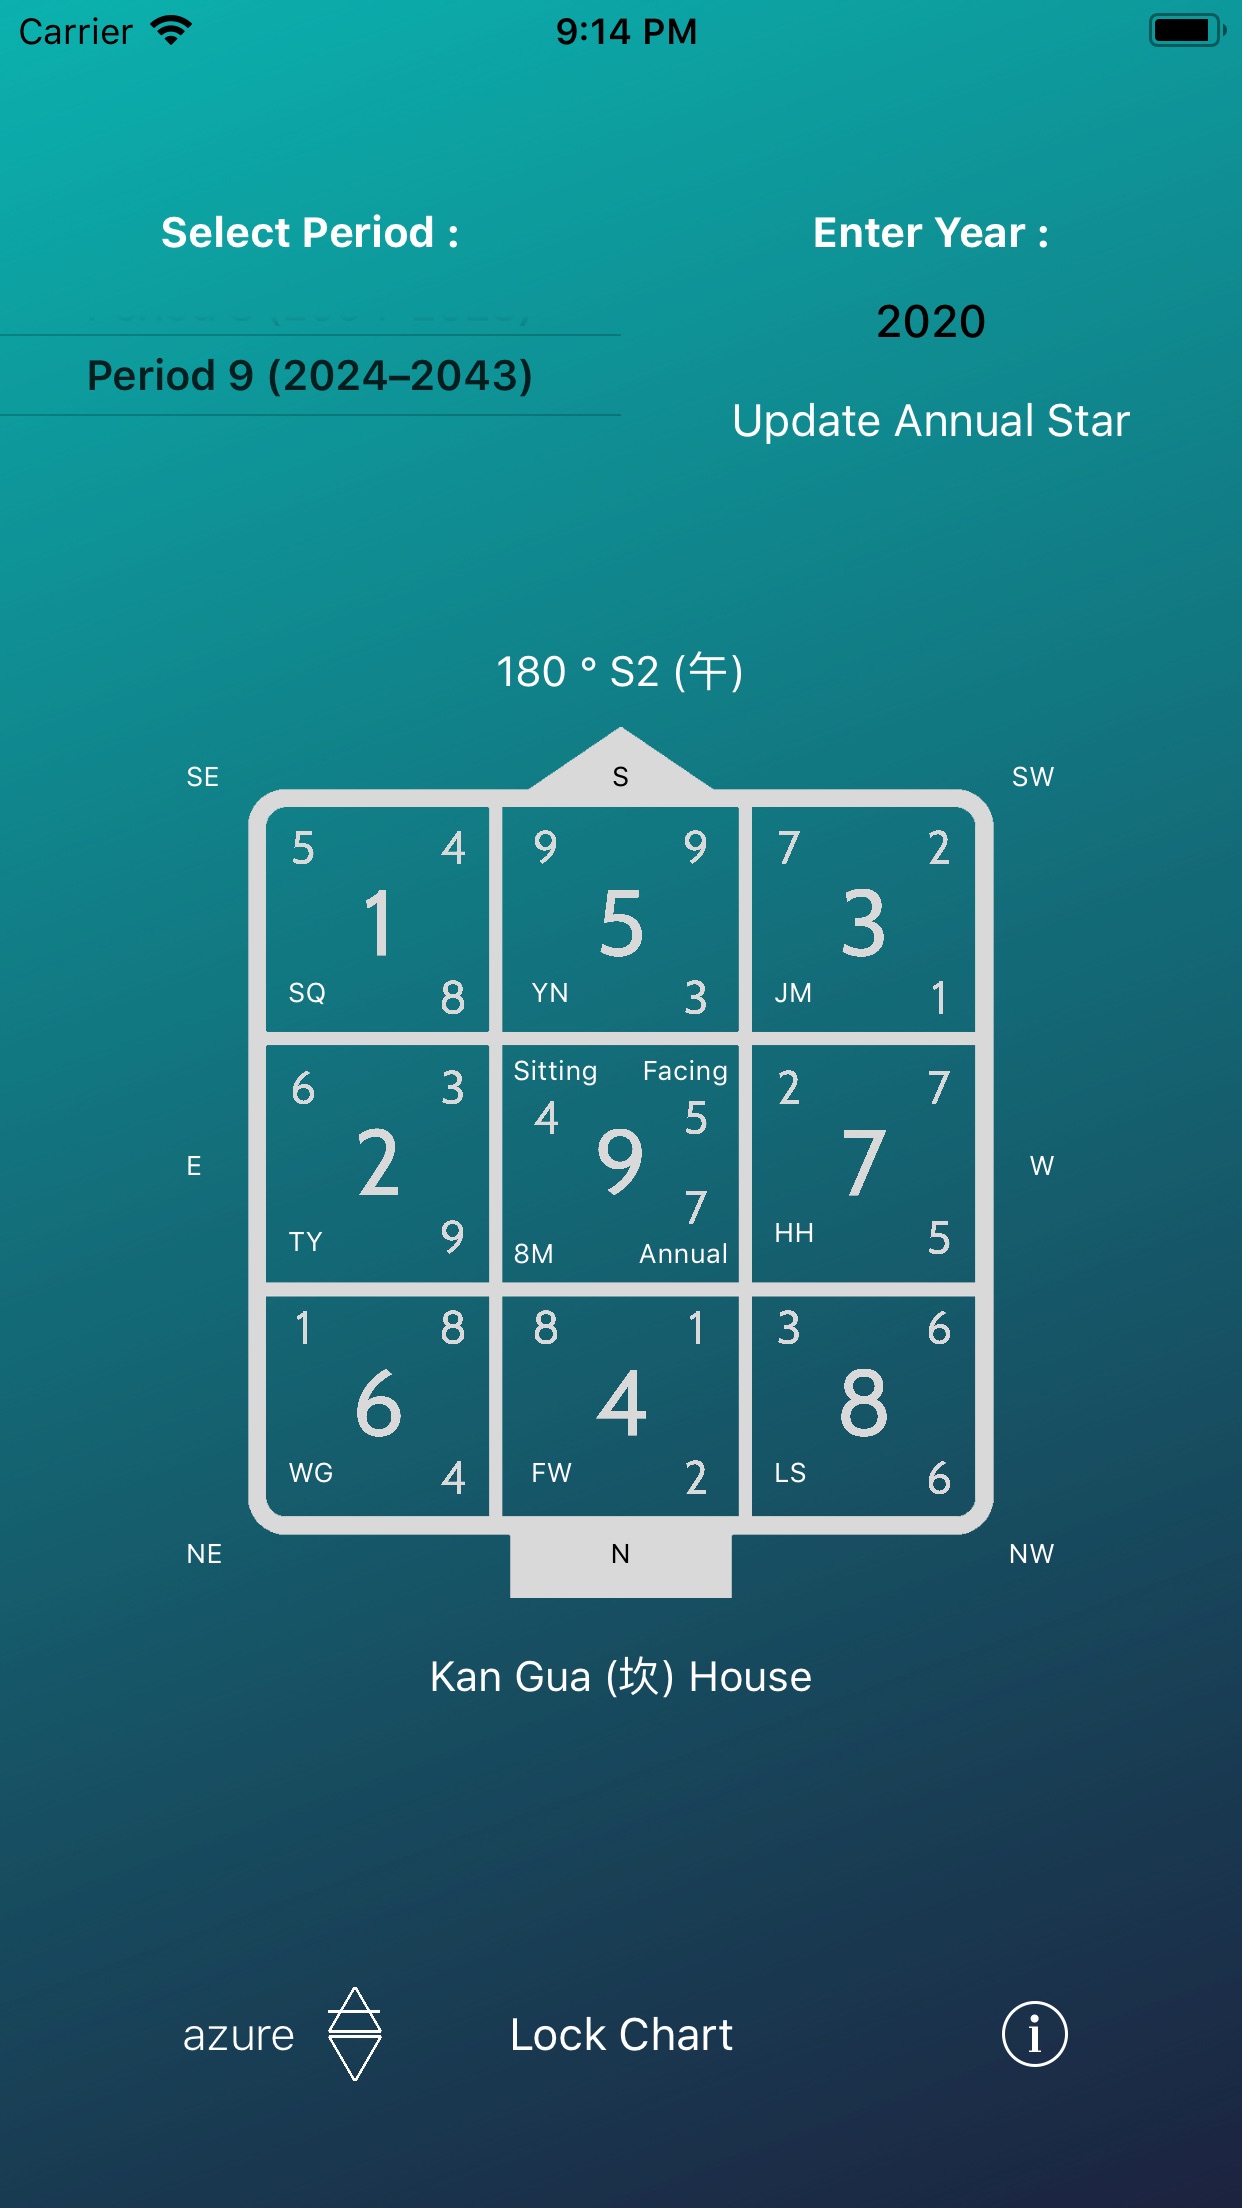 Carrier 9:14 PM
Select Period :
Enter Year :
2020
Period 9 (2024–2043)
Update Annual Star
180 ° S2 (午)
SE S SW
5 4 9 9 7 2
1 5 3
SQ 8 YN 3 JM 1
Sitting Facing
6 3 4 5 2 7
E 2 9 7 W
TY 9 7 HH 5
8M Annual
1 8 8 1 3 6
6 4 8
WG 4 FW 2 LS 6
NE N NW
Kan Gua (坎) House
azure Lock Chart i